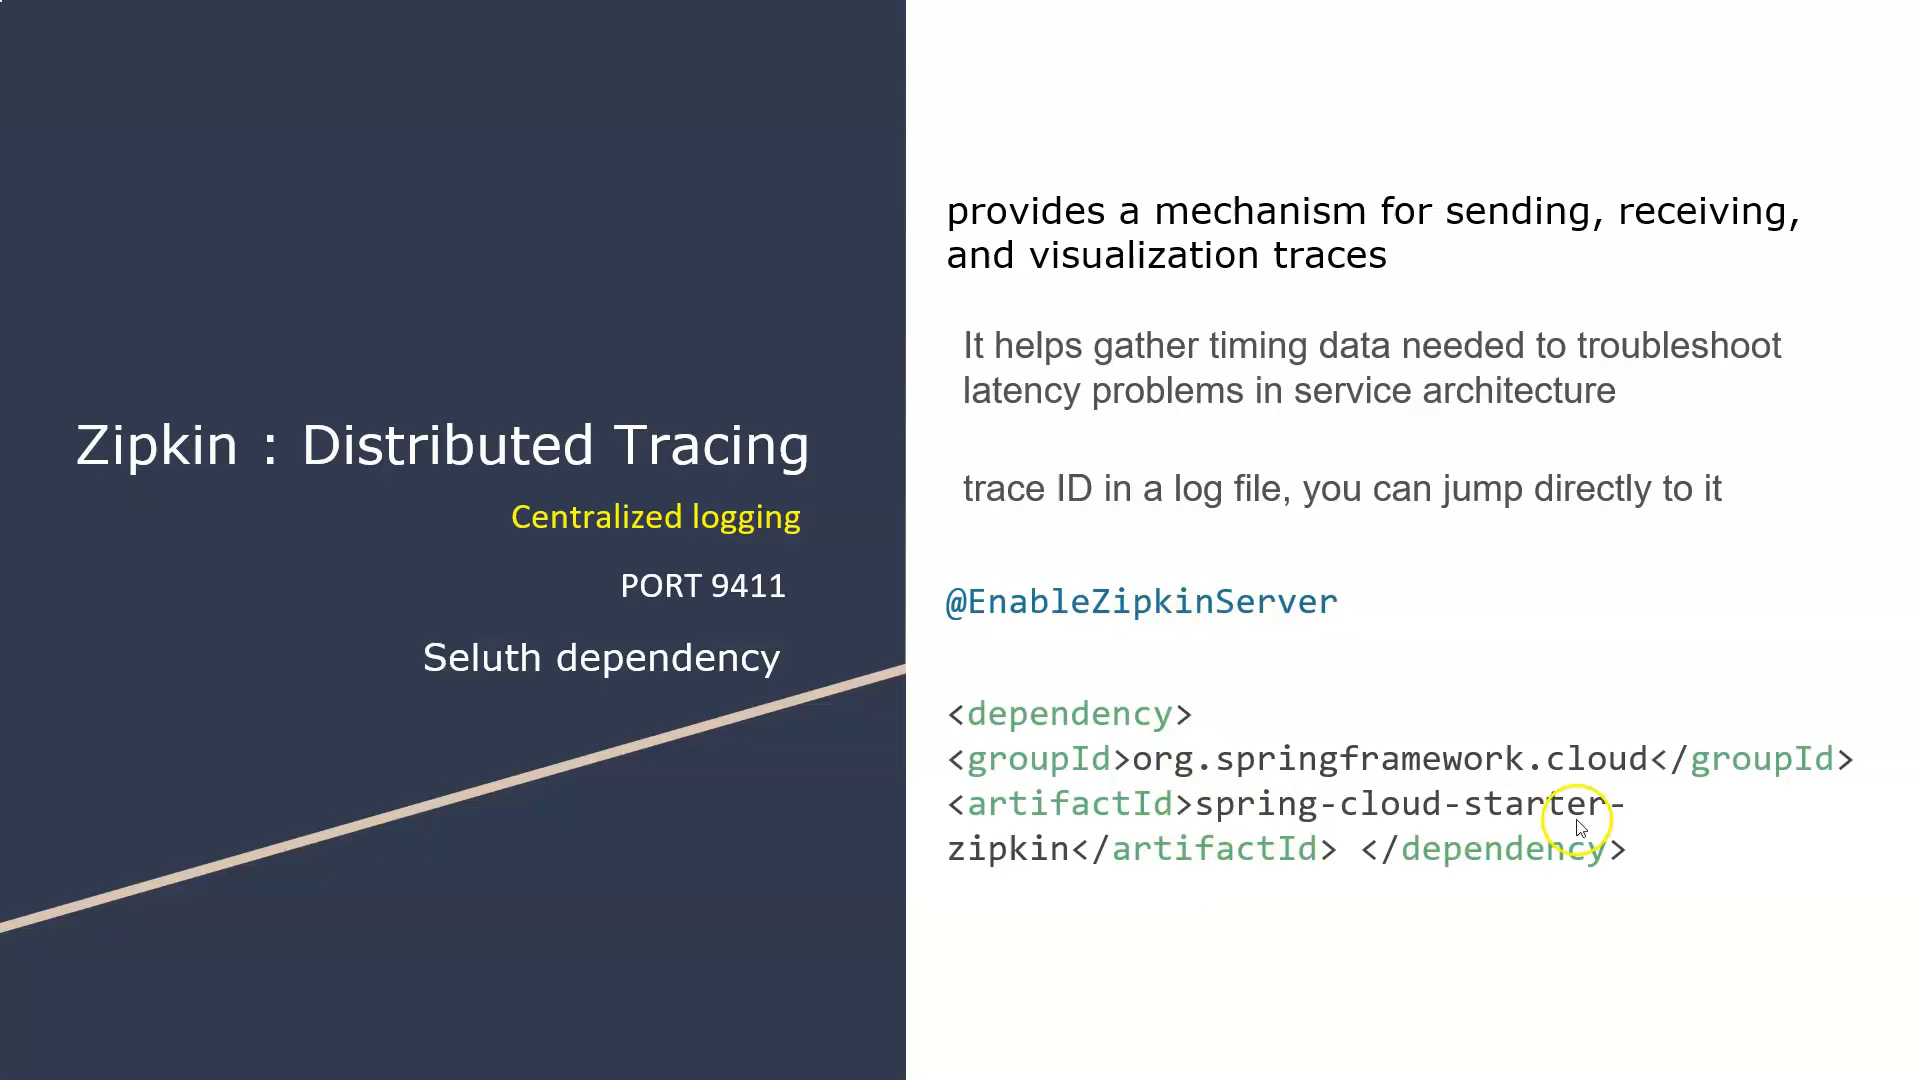 Zipkin : Distributed Tracing
Centralized logging
PORT 9411
Seluth dependency
provides a mechanism for sending, receiving,
and visualization traces
It helps gather timing data needed to troubleshoot
latency problems in service architecture
trace ID in a log file, you can jump directly to it
@EnableZipkinServer
<dependency>
<groupId>org.springframework.cloud</groupId>
<artifactId>spring-cloud-starter-
zipkin</artifactId> </dependency>